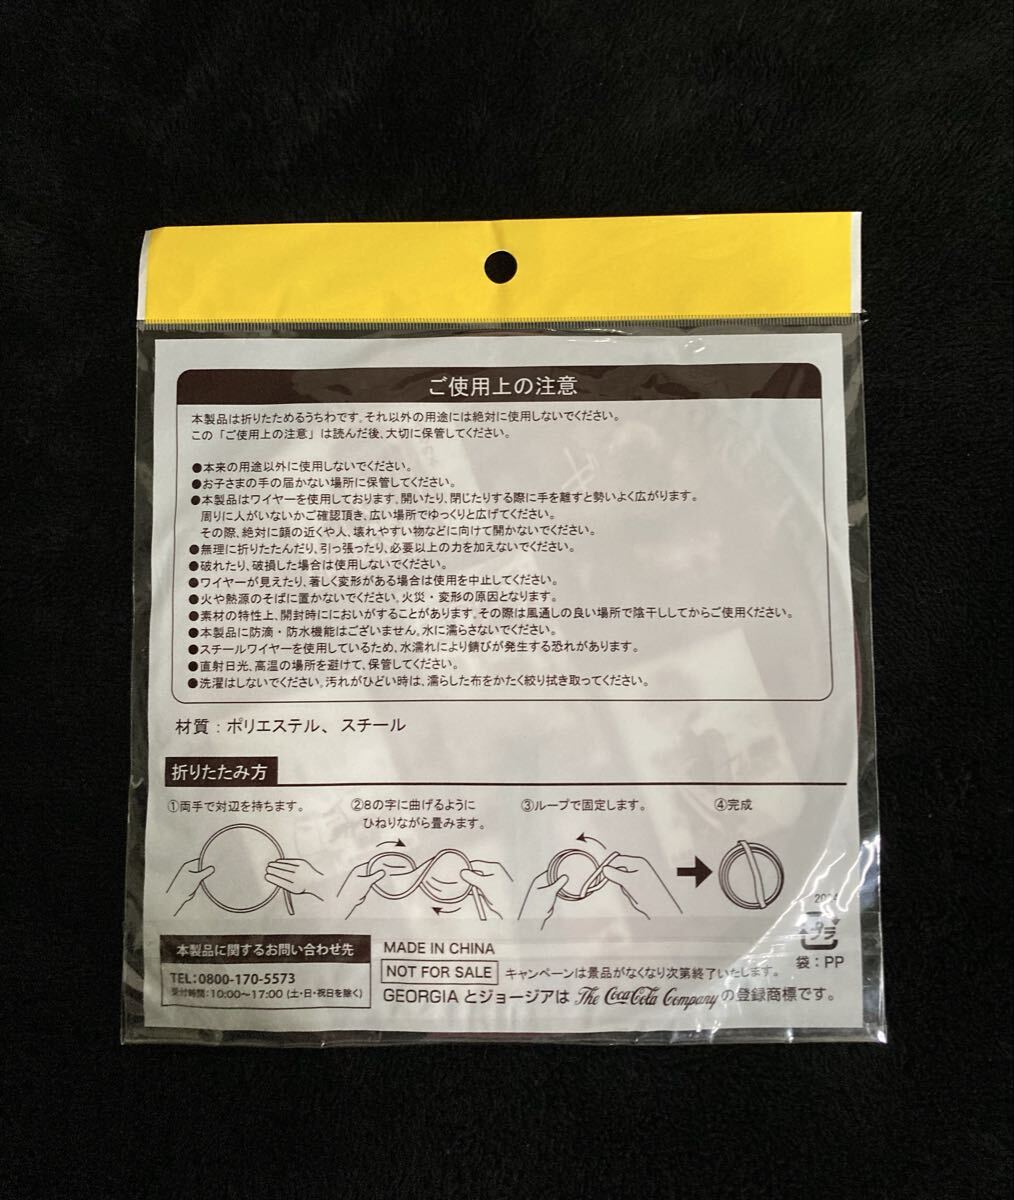 ご使用上の注意
本製品は折りたためるうちわです。それ以外の用途には絶対に使用しないでください。
この「ご使用上の注意」は読んだ後、大切に保管してください。
●本来の用途以外に使用しないでください。
●お子さまの手の届かない場所に保管してください。
●本製品はワイヤーを使用しております。開いたり、閉じたりする際に手を離すと勢いよく広がります。
周りに人がいないかご確認頂き、広い場所でゆっくりと広げてください。
その際、絶対に顔の近くや人、壊れやすい物などに向けて開かないでください。
●無理に折りたたんだり、引っ張ったり、必要以上の力を加えないでください。
●破れたり、破損した場合は使用しないでください。
●ワイヤーが見えたり、著しく変形がある場合は使用を中止してください。
●火や熱源のそばに置かないでください。火災・変形の原因となります。
●素材の特性上、開封時ににおいがすることがあります。その際は風通しの良い場所で陰干ししてからご使用ください。
●本製品に防滴・防水機能はございません。水に濡らさないでください。
●スチールワイヤーを使用しているため、水濡れにより錆びが発生する恐れがあります。
●直射日光、高温の場所を避けて、保管してください。
●洗濯はしないでください。汚れがひどい時は、濡らした布をかたく絞り拭き取ってください。
材質：ポリエステル、スチール
折りたたみ方
①両手で対辺を持ちます。
②8の字に曲げるように
ひねりながら畳みます。
③ループで固定します。
④完成
プラ
袋：PP
本製品に関するお問い合わせ先
TEL:0800-170-5573
受付時間：10:00～17:00 (土・日・祝日を除く)
MADE IN CHINA
NOT FOR SALE キャンペーンは景品がなくなり次第終了いたします。
GEORGIA とジョージアは The Coca-Cola Company の登録商標です。